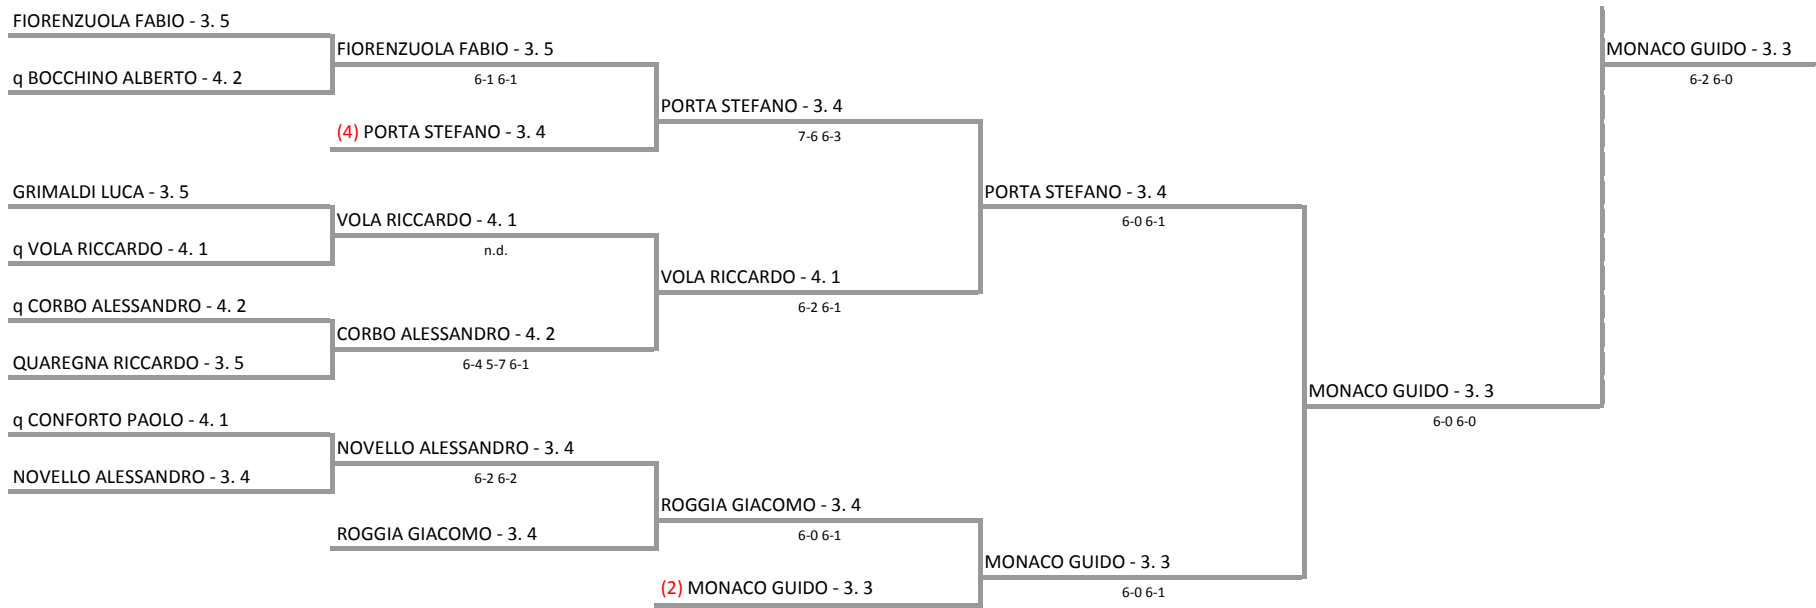 FIORENZUOLA FABIO - 3. 5
q BOCCHINO ALBERTO - 4. 2
GRIMALDI LUCA - 3. 5
q VOLA RICCARDO - 4. 1
q CORBO ALESSANDRO - 4. 2
QUAREGNA RICCARDO - 3. 5
q CONFORTO PAOLO - 4. 1
NOVELLO ALESSANDRO - 3. 4
FIORENZUOLA FABIO - 3. 5
6-1 6-1
(4) PORTA STEFANO - 3. 4
VOLA RICCARDO - 4. 1
n.d.
CORBO ALESSANDRO - 4. 2
6-4 5-7 6-1
NOVELLO ALESSANDRO - 3. 4
6-2 6-2
ROGGIA GIACOMO - 3. 4
PORTA STEFANO - 3. 4
7-6 6-3
VOLA RICCARDO - 4. 1
6-2 6-1
ROGGIA GIACOMO - 3. 4
6-0 6-1
(2) MONACO GUIDO - 3. 3
PORTA STEFANO - 3. 4
6-0 6-1
MONACO GUIDO - 3. 3
6-0 6-1
MONACO GUIDO - 3. 3
6-0 6-0
MONACO GUIDO - 3. 3
6-2 6-0